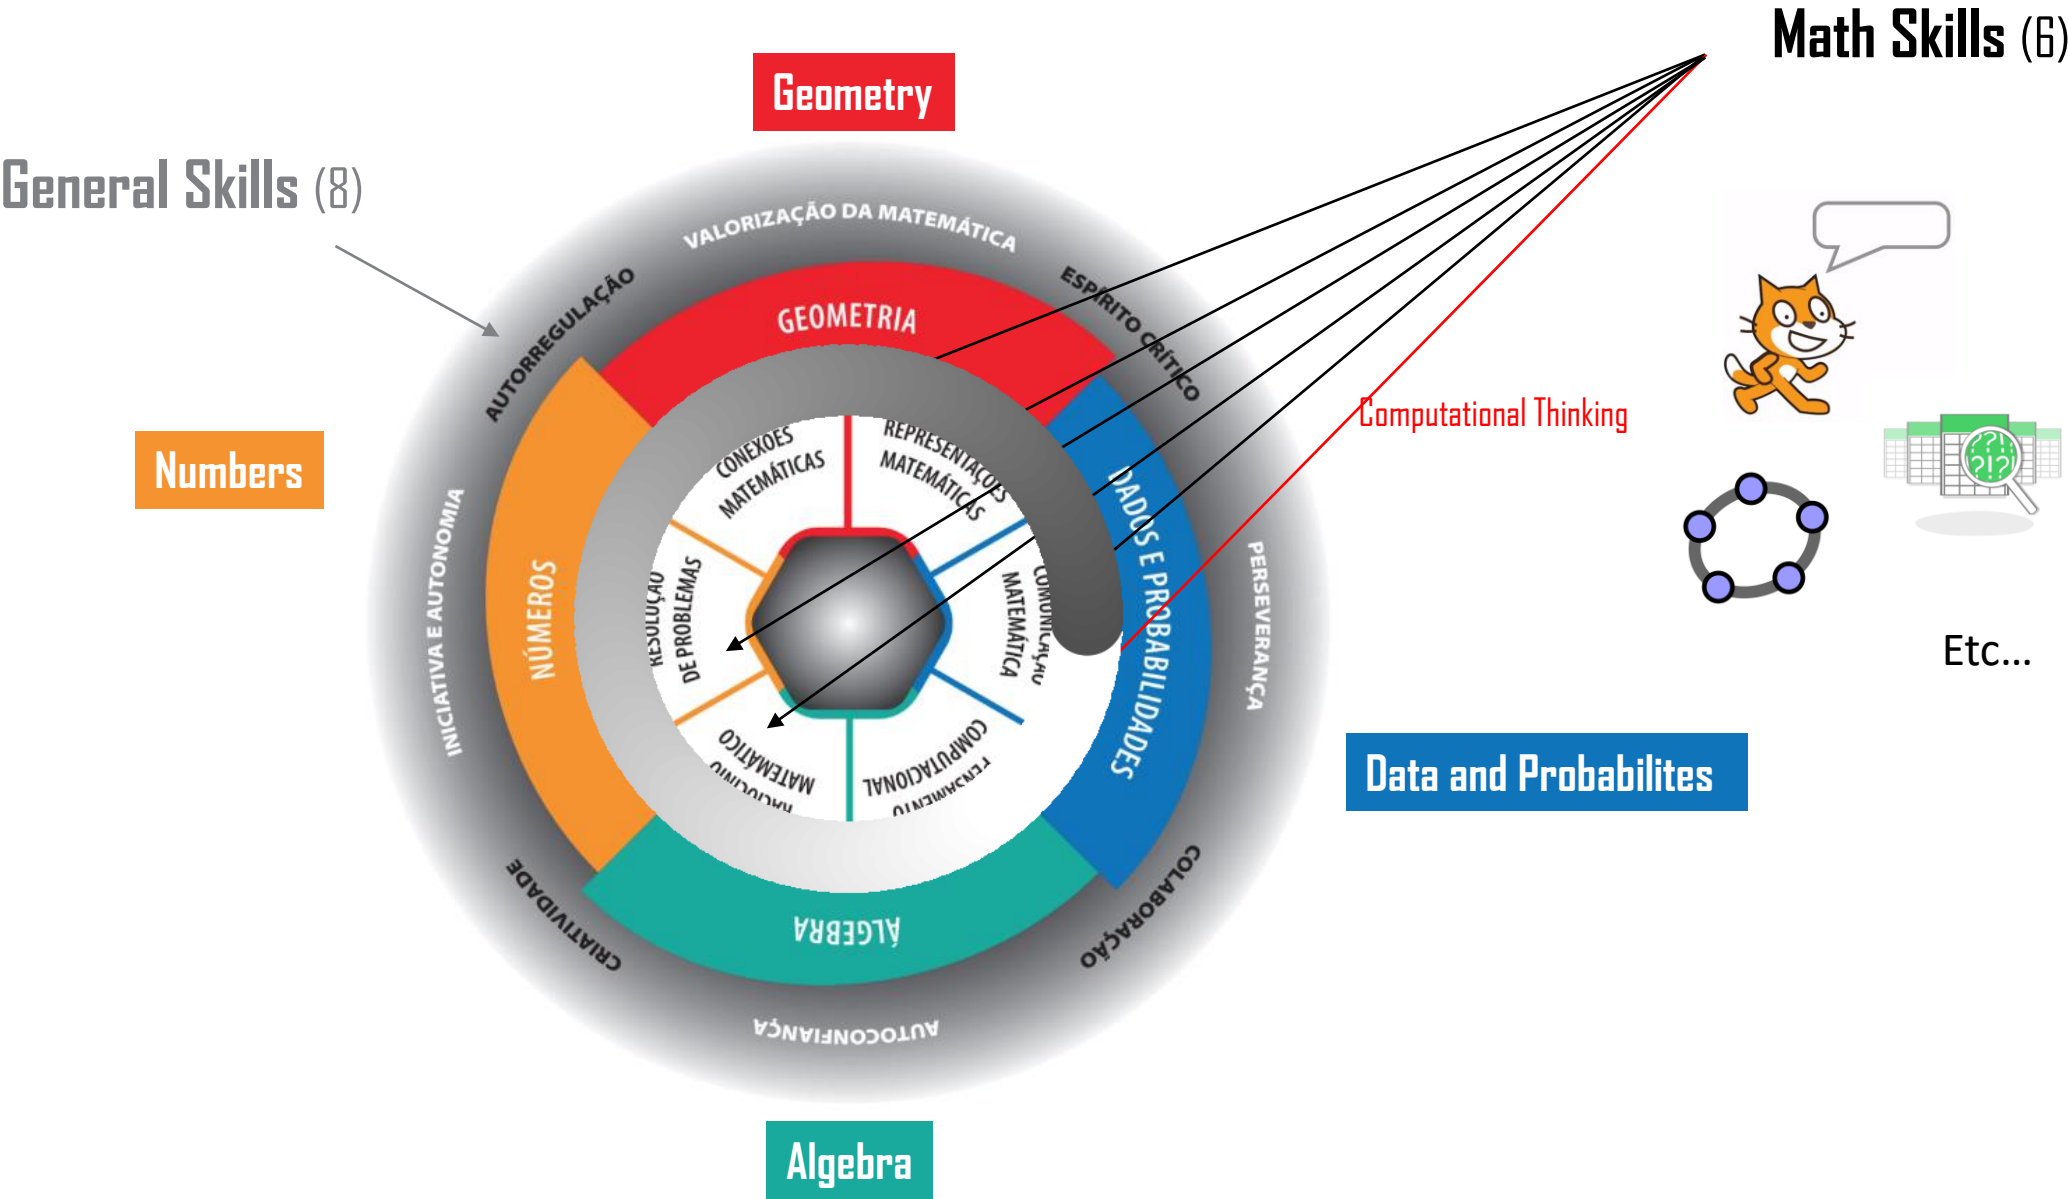 Math Skills (6)
Geometry
General Skills (8)
VALORIZAÇÃO DA MATEMÁTICA
ESPÍRITO CRÍTICO
AUTORREGULAÇÃO
GEOMETRIA
Computational Thinking
Numbers
CONEXÕES
MATEMÁTICAS
REPRESENTAÇÕES
MATEMÁTICAS
DADOS E PROBABILIDADES
??!
?!?!
INICIATIVA E AUTONOMIA
NÚMEROS
RESOLUÇÃO
DE PROBLEMAS
COMUNICAÇÃO
MATEMÁTICA
PERSEVERANÇA
Etc...
RACIOCÍNIO
MATEMÁTICO
PENSAMENTO
COMPUTACIONAL
Data and Probabilites
CRIATIVIDADE
ÁLGEBRA
COLABORAÇÃO
AUTOCONFIANÇA
Algebra